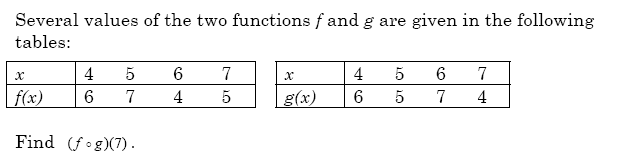 Several values of the two functions f and g are given in the following
tables:
x 4 5 6 7
f(x) 6 7 4 5
x 4 5 6 7
g(x) 6 5 7 4
Find (f∘g)(7).